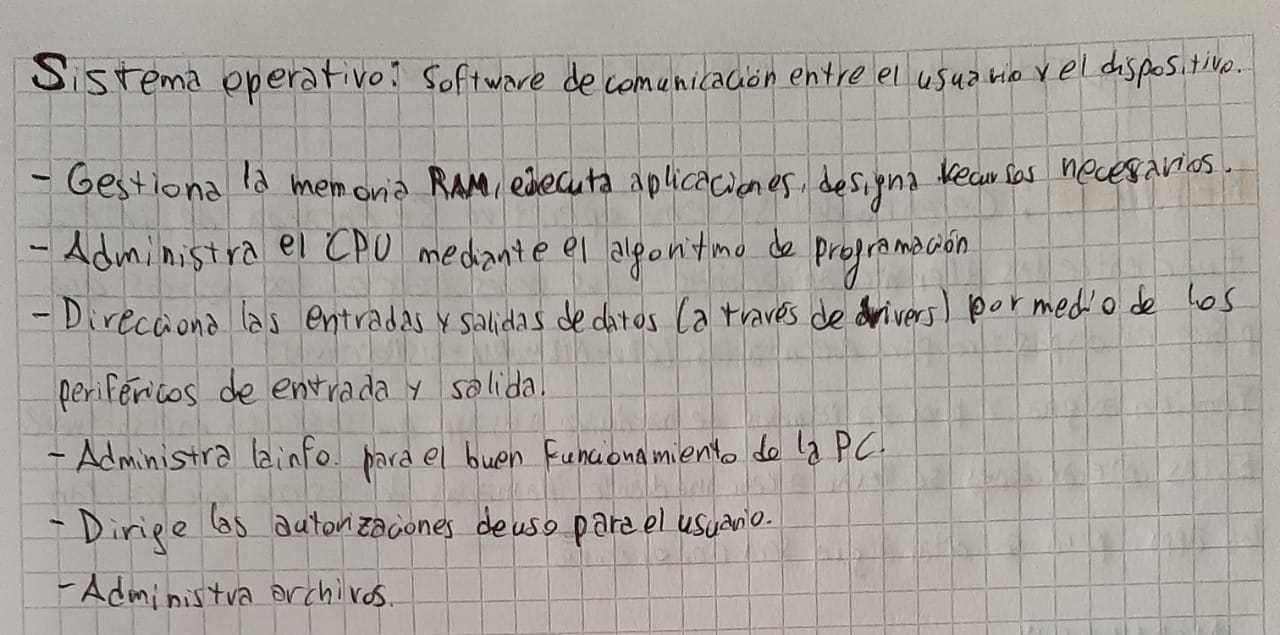 Sistema operativo: Software de comunicación entre el usuario y el dispositivo.
- Gestiona la memoria RAM, ejecuta aplicaciones, designa recursos necesarios.
- Administra el CPU mediante el algoritmo de programación
- Direcciona las entradas y salidas de datos (a través de drivers) por medio de los
periféricos de entrada y salida.
- Administra la info. para el buen funcionamiento de la PC.
- Dirige las autorizaciones de uso para el usuario.
- Administra archivos.